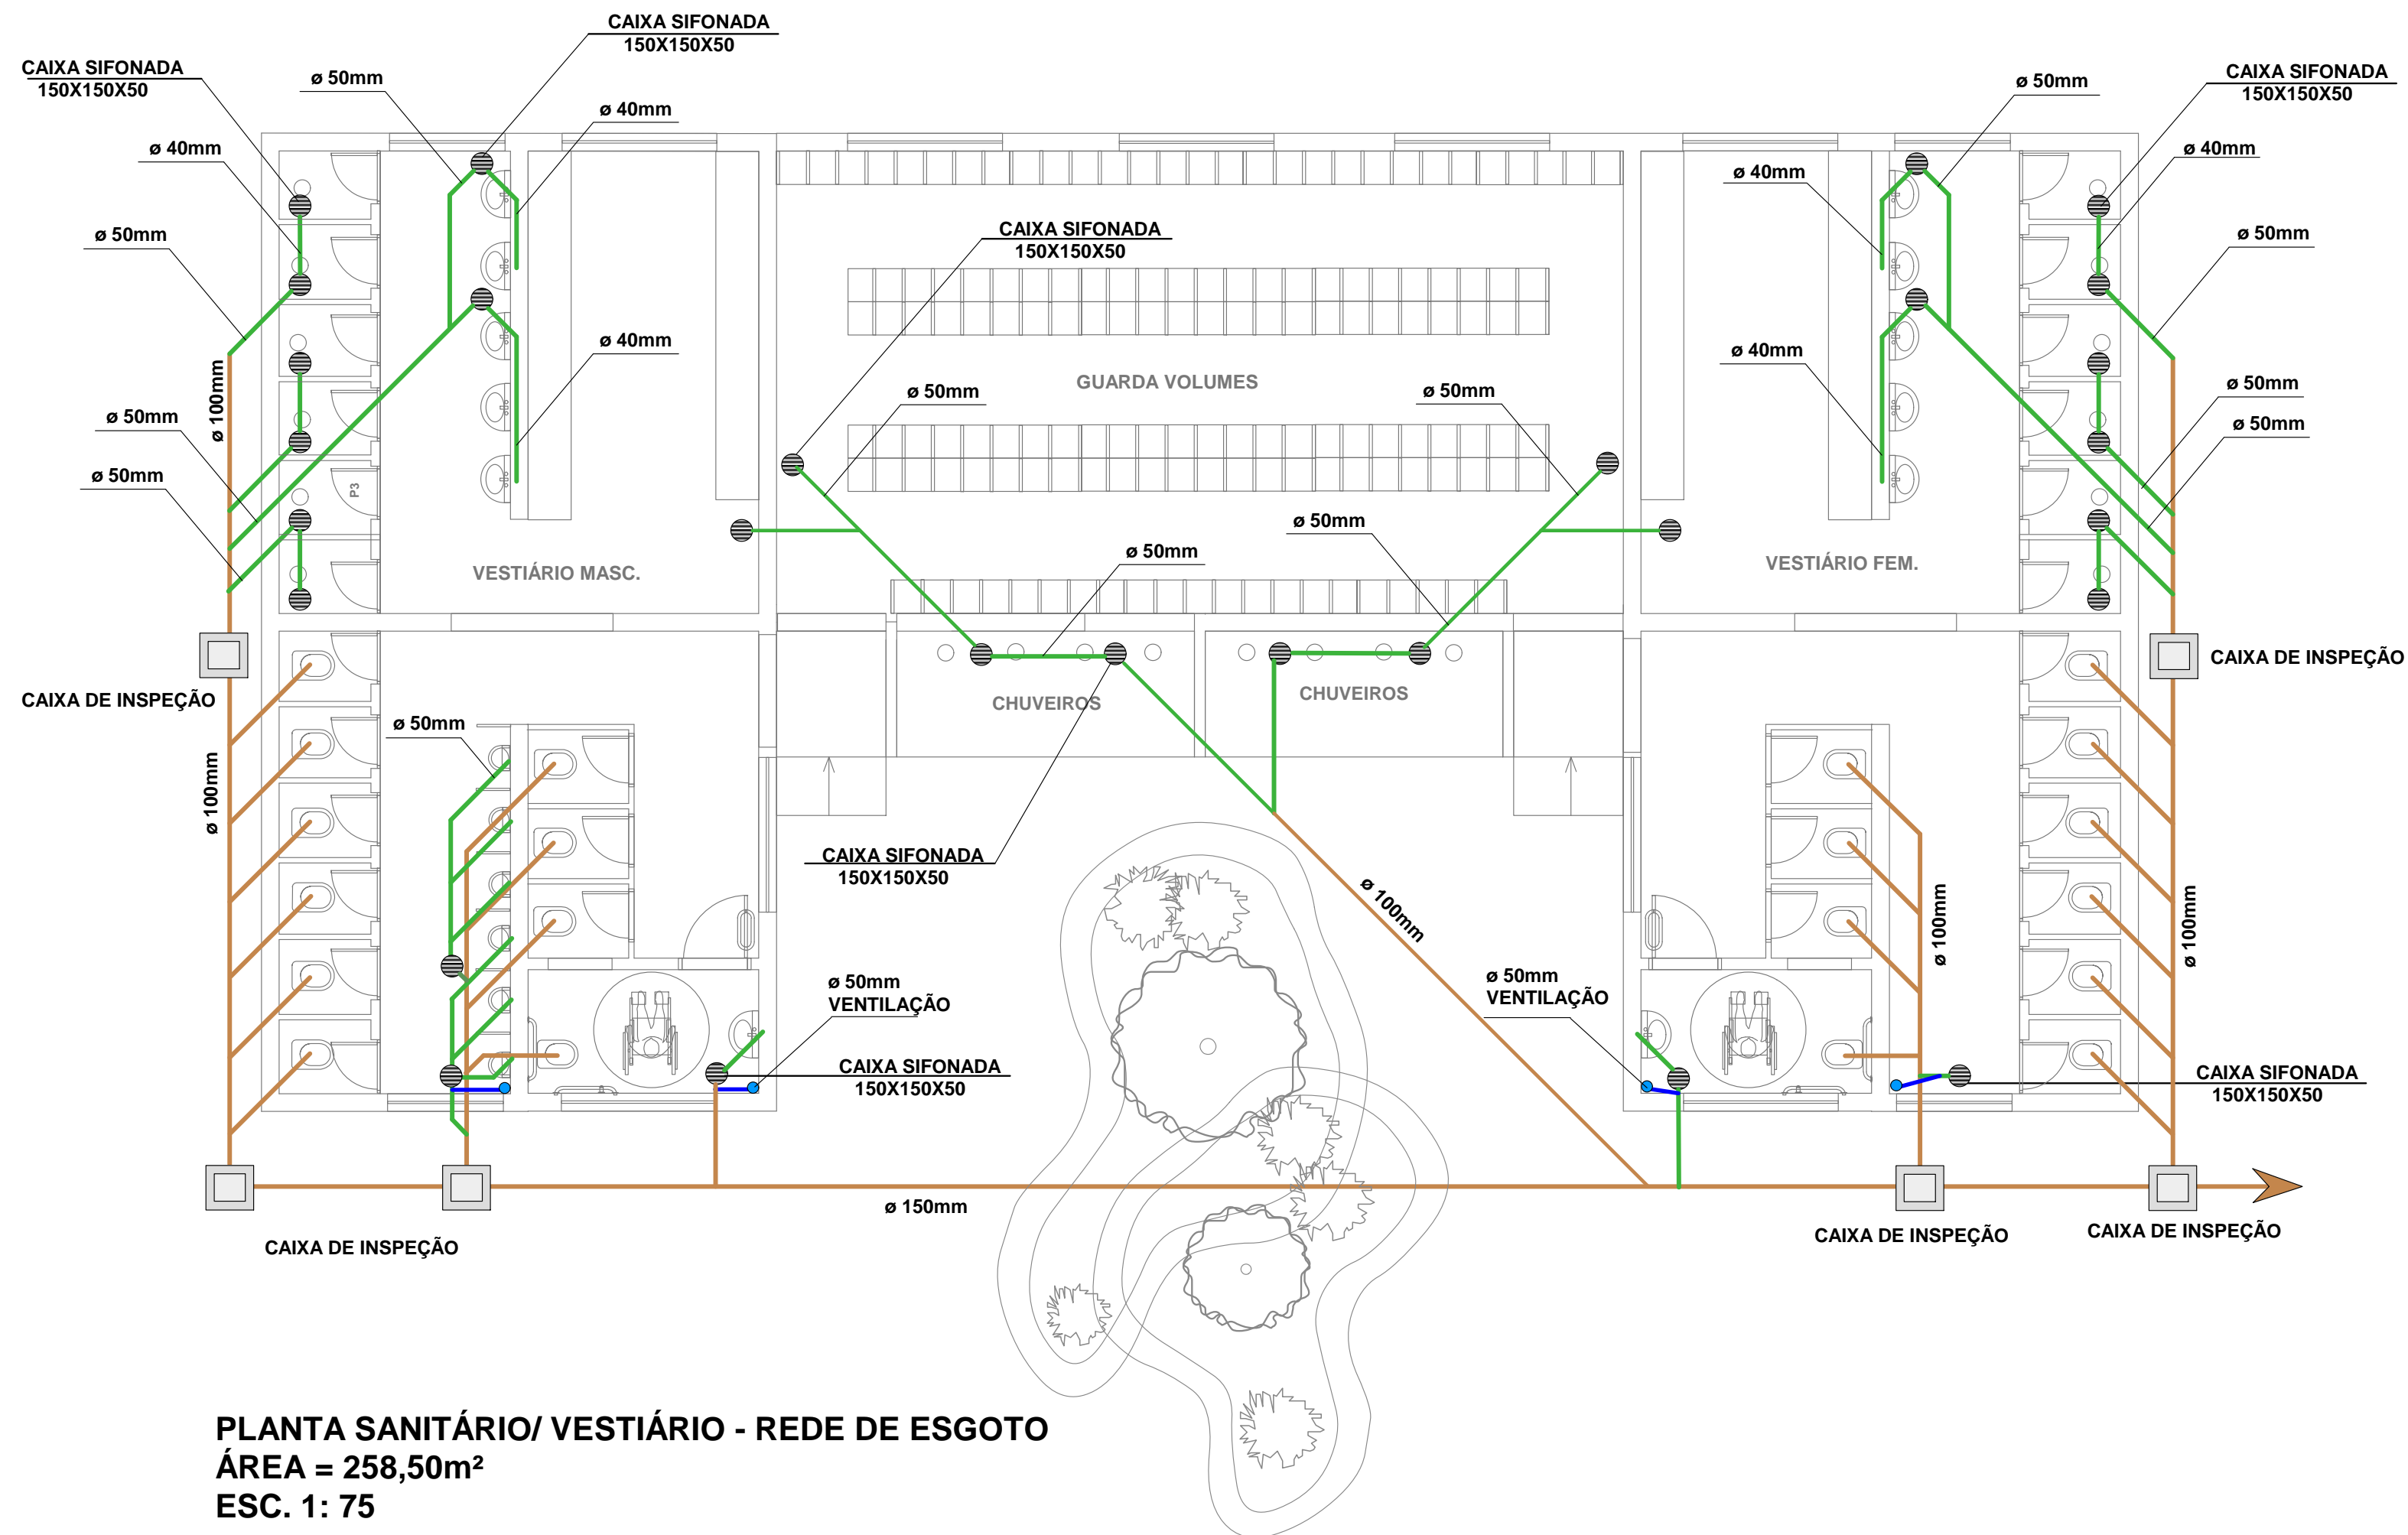 CAIXA SIFONADA
150X150X50
CAIXA SIFONADA
150X150X50
ø 50mm
ø 40mm
ø 40mm
ø 50mm
CAIXA SIFONADA
150X150X50
ø 50mm
ø 40mm
ø 40mm
ø 50mm
CAIXA SIFONADA
150X150X50
ø 100mm
ø 40mm
ø 40mm
GUARDA VOLUMES
ø 50mm
ø 50mm
ø 50mm
ø 50mm
ø 50mm
ø 50mm
P3
ø 50mm
ø 50mm
VESTIÁRIO MASC.
VESTIÁRIO FEM.
CAIXA DE INSPEÇÃO
CAIXA DE INSPEÇÃO
CHUVEIROS
CHUVEIROS
ø 50mm
ø 100mm
CAIXA SIFONADA
150X150X50
ø 100mm
ø 100mm
ø 100mm
ø 50mm
VENTILAÇÃO
ø 50mm
VENTILAÇÃO
CAIXA SIFONADA
150X150X50
CAIXA SIFONADA
150X150X50
ø 150mm
CAIXA DE INSPEÇÃO
CAIXA DE INSPEÇÃO
CAIXA DE INSPEÇÃO
PLANTA SANITÁRIO/ VESTIÁRIO - REDE DE ESGOTO
ÁREA = 258,50m²
ESC. 1: 75